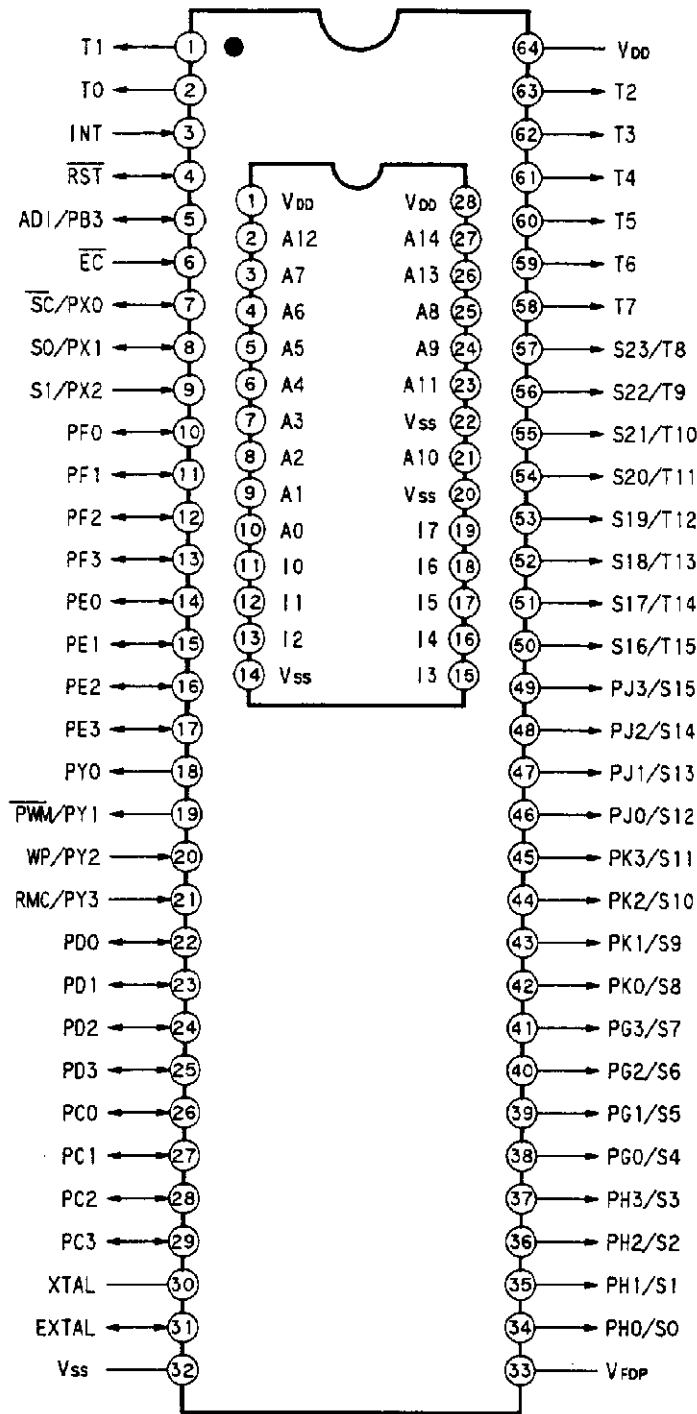 T1 1
T0 2
INT 3
RST 4
ADI/PB3 5
EC 6
SC/PX0 7
SO/PX1 8
SI/PX2 9
PF0 10
PF1 11
PF2 12
PF3 13
PE0 14
PE1 15
PE2 16
PE3 17
PY0 18
PWM/PY1 19
WP/PY2 20
RMC/PY3 21
PD0 22
PD1 23
PD2 24
PD3 25
PC0 26
PC1 27
PC2 28
PC3 29
XTAL 30
EXTAL 31
Vss 32
1 VDD
2 A12
3 A7
4 A6
5 A5
6 A4
7 A3
8 A2
9 A1
10 A0
11 I0
12 I1
13 I2
14 Vss
VDD 28
A14 27
A13 26
A8 25
A9 24
A11 23
Vss 22
A10 21
Vss 20
I7 19
I6 18
I5 17
I4 16
I3 15
64 VDD
63 T2
62 T3
61 T4
60 T5
59 T6
58 T7
57 S23/T8
56 S22/T9
55 S21/T10
54 S20/T11
53 S19/T12
52 S18/T13
51 S17/T14
50 S16/T15
49 PJ3/S15
48 PJ2/S14
47 PJ1/S13
46 PJ0/S12
45 PK3/S11
44 PK2/S10
43 PK1/S9
42 PK0/S8
41 PG3/S7
40 PG2/S6
39 PG1/S5
38 PG0/S4
37 PH3/S3
36 PH2/S2
35 PH1/S1
34 PH0/S0
33 VFDP